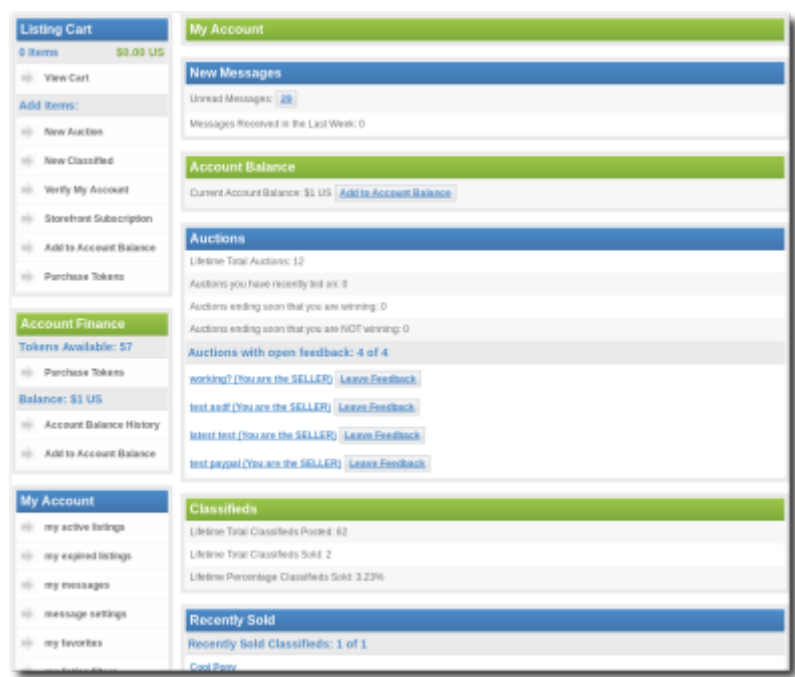 Listing Cart
0 Items $0.00 US
View Cart
Add Items:
New Auction
New Classified
Verify My Account
Storefront Subscription
Add to Account Balance
Purchase Tokens
Account Finance
Tokens Available: 57
Purchase Tokens
Balance: $1 US
Account Balance History
Add to Account Balance
My Account
my active listings
my expired listings
my messages
message settings
my favorites
My Account
New Messages
Unread Messages: 29
Messages Received in the Last Week: 0
Account Balance
Current Account Balance: $1 US Add to Account Balance
Auctions
Lifetime Total Auctions: 12
Auctions you have recently bid on: 0
Auctions ending soon that you are winning: 0
Auctions ending soon that you are NOT winning: 0
Auctions with open feedback: 4 of 4
working? (You are the SELLER) Leave Feedback
test asdf (You are the SELLER) Leave Feedback
latest test (You are the SELLER) Leave Feedback
test paypal (You are the SELLER) Leave Feedback
Classifieds
Lifetime Total Classifieds Posted: 62
Lifetime Total Classifieds Sold: 2
Lifetime Percentage Classifieds Sold: 3.23%
Recently Sold
Recently Sold Classifieds: 1 of 1
Cool Pony